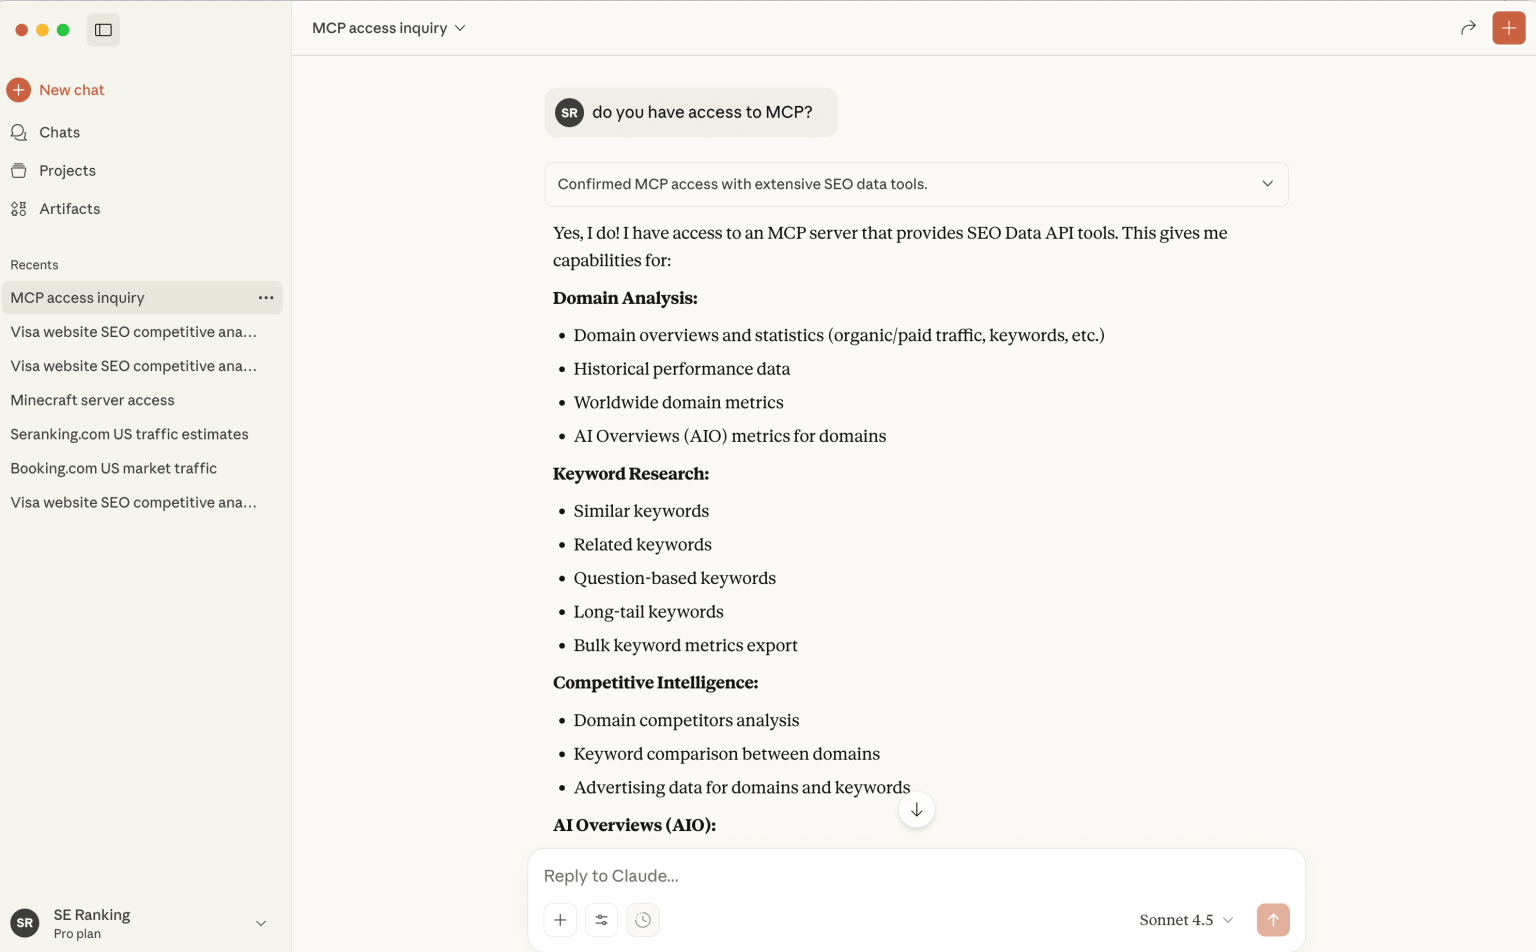 MCP access inquiry
New chat
Chats
Projects
Artifacts
Recents
MCP access inquiry
Visa website SEO competitive ana...
Visa website SEO competitive ana...
Minecraft server access
Seranking.com US traffic estimates
Booking.com US market traffic
Visa website SEO competitive ana...
SR
SE Ranking
Pro plan
SR do you have access to MCP?
Confirmed MCP access with extensive SEO data tools.
Yes, I do! I have access to an MCP server that provides SEO Data API tools. This gives me
capabilities for:
Domain Analysis:
• Domain overviews and statistics (organic/paid traffic, keywords, etc.)
• Historical performance data
• Worldwide domain metrics
• AI Overviews (AIO) metrics for domains
Keyword Research:
• Similar keywords
• Related keywords
• Question-based keywords
• Long-tail keywords
• Bulk keyword metrics export
Competitive Intelligence:
• Domain competitors analysis
• Keyword comparison between domains
• Advertising data for domains and keywords
AI Overviews (AIO):
Reply to Claude...
Sonnet 4.5